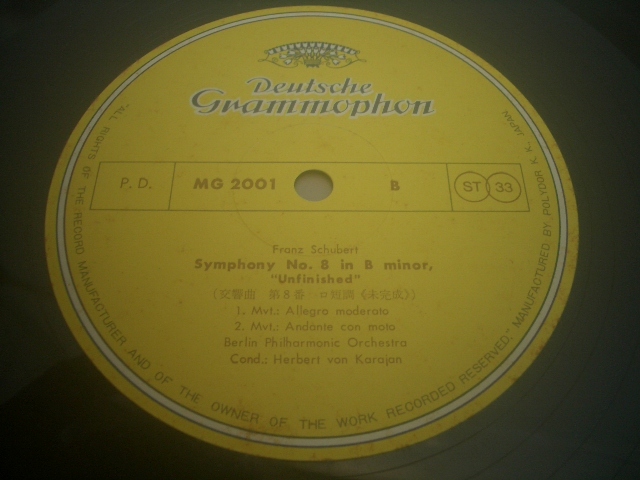 Deutsche
Grammophon
P. D. MG 2001 B ST 33
Franz Schubert
Symphony No. 8 in B minor,
"Unfinished"
(交響曲 第8番 ロ短調《未完成》)
1. Mvt.: Allegro moderato
2. Mvt.: Andante con moto
Berlin Philharmonic Orchestra
Cond.: Herbert von Karajan
"ALL RIGHTS OF THE RECORD MANUFACTURER AND OF THE OWNER OF THE WORK RECORDED RESERVED." MANUFACTURED BY POLYDOR K. K., JAPAN